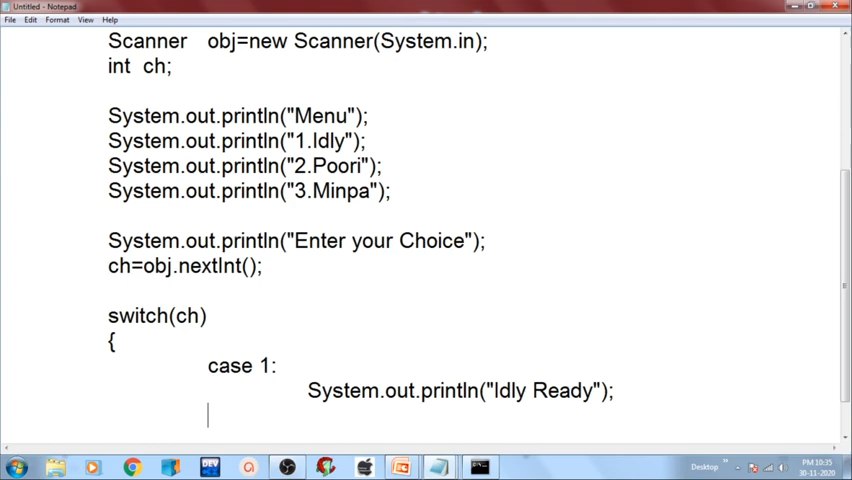 Untitled - Notepad
File Edit Format View Help
Scanner obj=new Scanner(System.in);
int ch;
System.out.println("Menu");
System.out.println("1.Idly");
System.out.println("2.Poori");
System.out.println("3.Minpa");
System.out.println("Enter your Choice");
ch=obj.nextInt();
switch(ch)
{
case 1:
System.out.println("Idly Ready");
DEV
Desktop
PM 10:35
30-11-2020